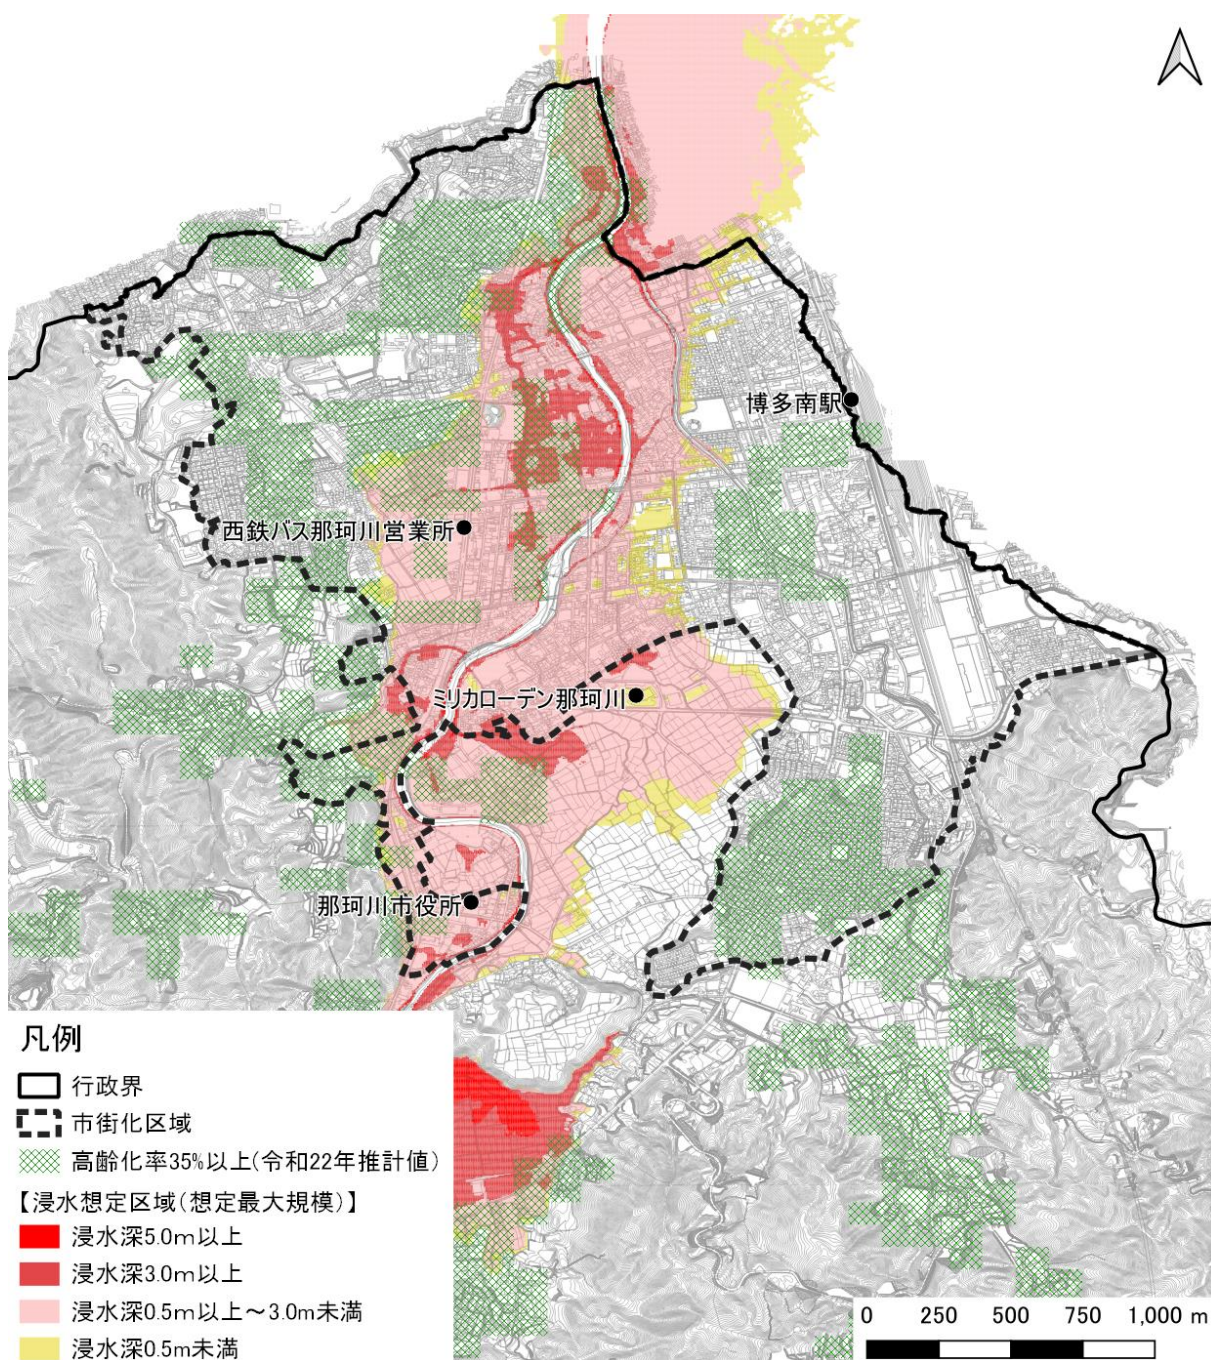 博多南駅
西鉄バス那珂川営業所
ミリカローデン那珂川
那珂川市役所
凡例
行政界
市街化区域
高齢化率35%以上(令和22年推計値)
【浸水想定区域(想定最大規模)】
浸水深5.0m以上
浸水深3.0m以上
浸水深0.5m以上～3.0m未満
浸水深0.5m未満
0 250 500 750 1,000 m